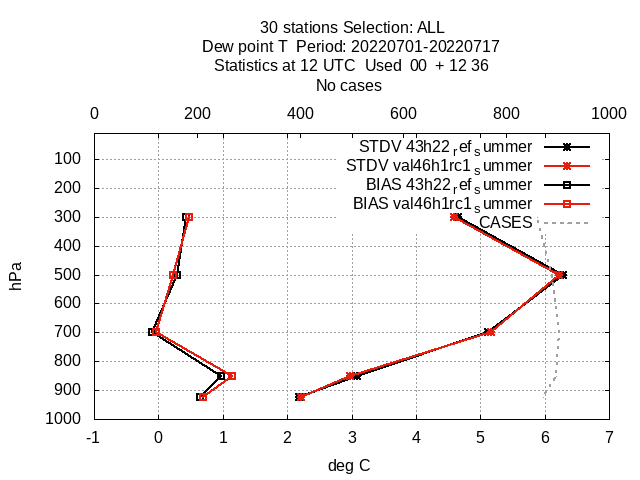 30 stations Selection: ALL
Dew point T  Period: 20220701-20220717
Statistics at 12 UTC  Used  00  + 12 36
No cases
0 200 400 600 800 1000
STDV 43h22_ref_summer
STDV val46h1rc1_summer
BIAS 43h22_ref_summer
BIAS val46h1rc1_summer
CASES
100
200
300
400
500
600
700
800
900
1000
hPa
-1 0 1 2 3 4 5 6 7
deg C